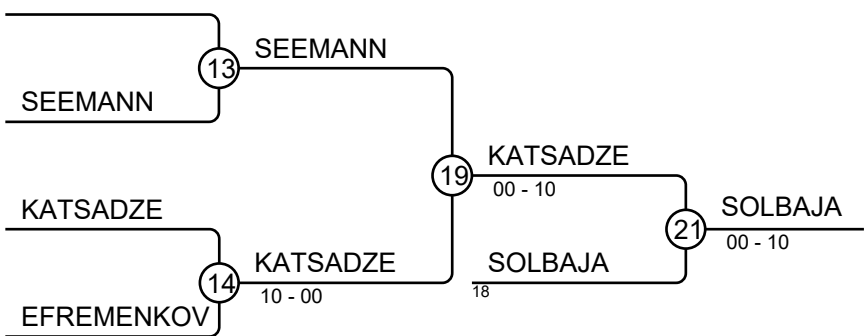 SEEMANN
13
SEEMANN
KATSADZE
19
00 - 10
KATSADZE
SOLBAJA
21
00 - 10
KATSADZE
14
10 - 00
SOLBAJA
18
EFREMENKOV